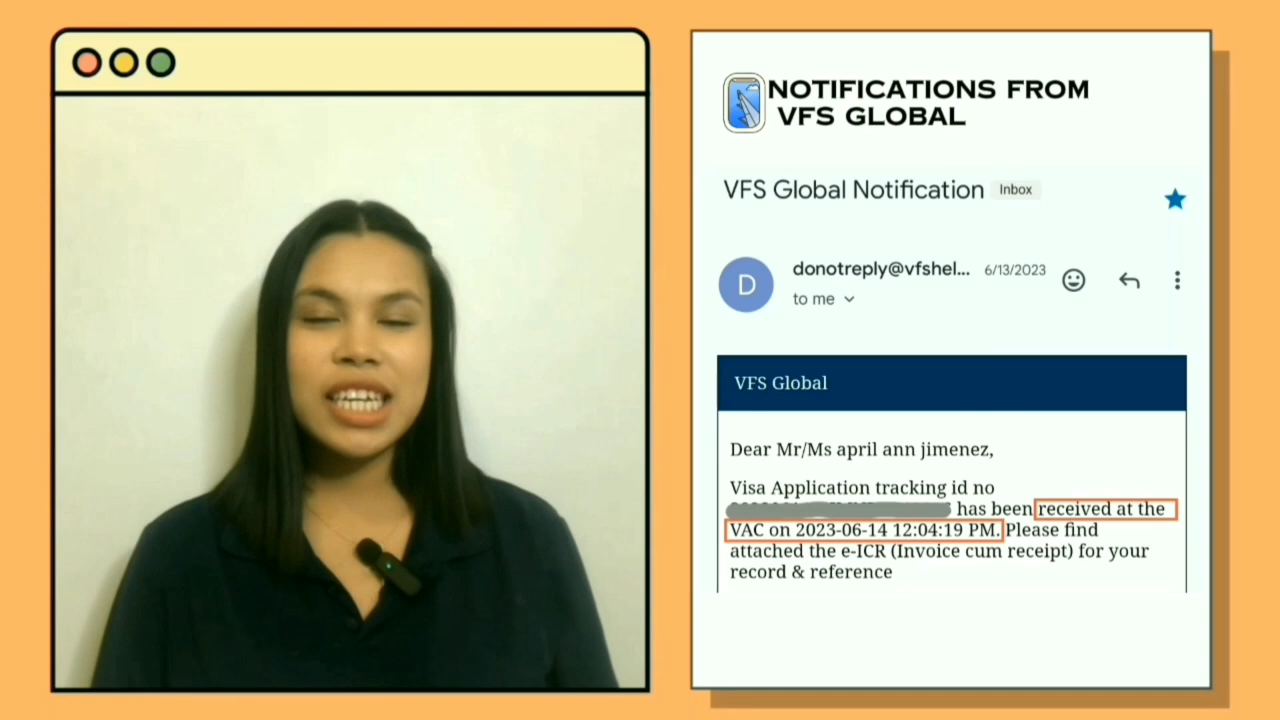 NOTIFICATIONS FROM
VFS GLOBAL
VFS Global Notification Inbox
D
donotreply@vfshel... 6/13/2023
to me
VFS Global
Dear Mr/Ms april ann jimenez,
Visa Application tracking id no
has been received at the
VAC on 2023-06-14 12:04:19 PM. Please find
attached the e-ICR (Invoice cum receipt) for your
record & reference